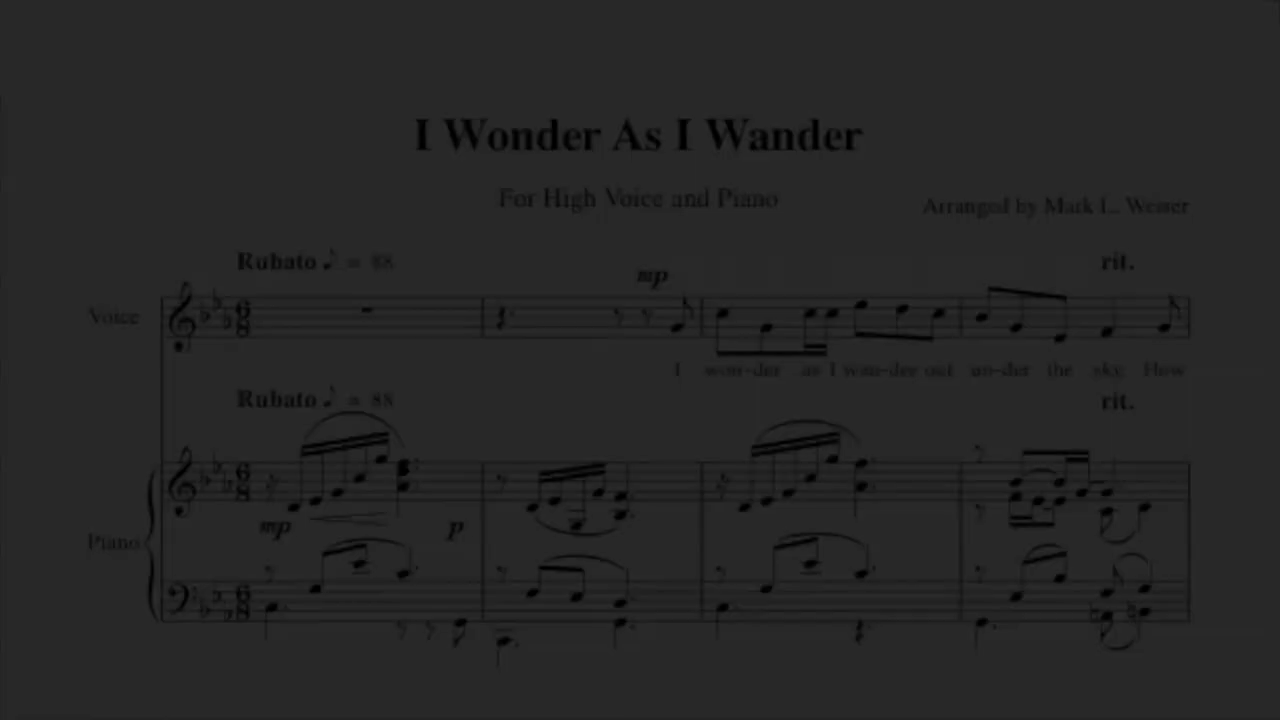 I Wonder As I Wander
For High Voice and Piano
Arranged by Mark L. Weiser
Rubato ♪ = 88
rit.
mp
Voice
I won-der as I wan-der out un-der the sky, How
Rubato ♪ = 88
rit.
Piano
mp
p